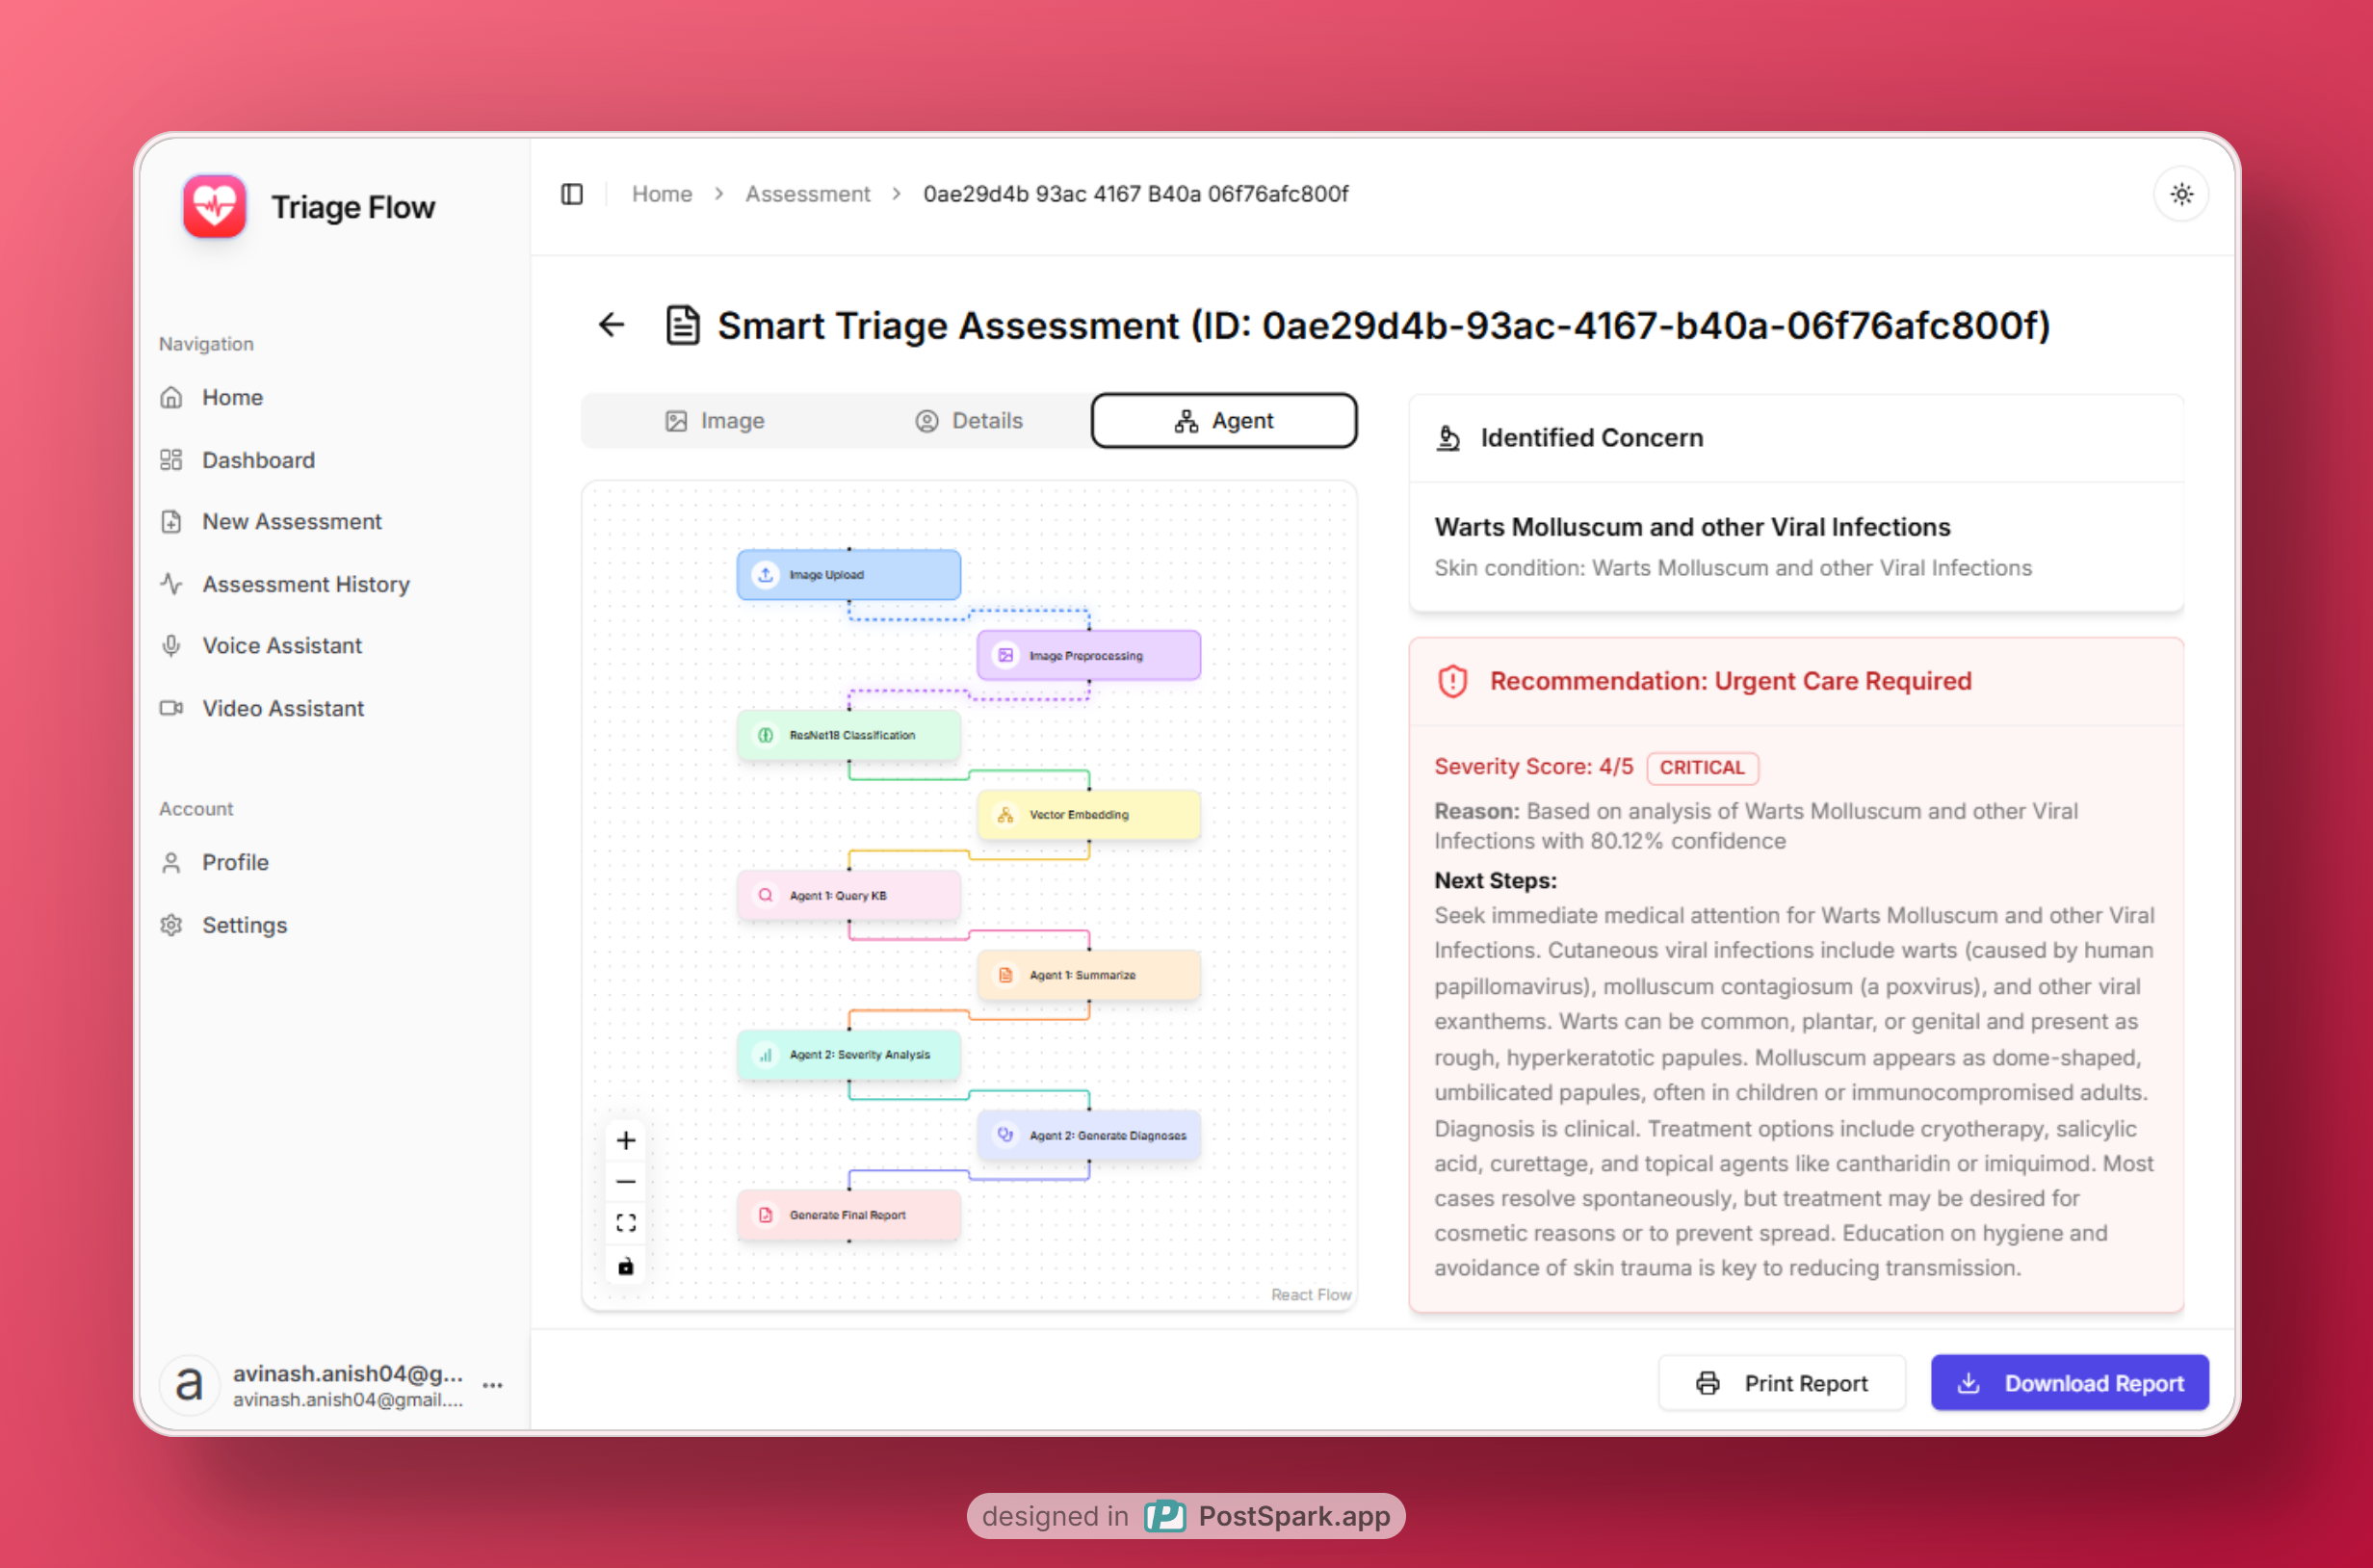 Triage Flow
Navigation
Home
Dashboard
New Assessment
Assessment History
Voice Assistant
Video Assistant
Account
Profile
Settings
a
avinash.anish04@g...
avinash.anish04@gmail....
Home > Assessment > 0ae29d4b 93ac 4167 B40a 06f76afc800f
Smart Triage Assessment (ID: 0ae29d4b-93ac-4167-b40a-06f76afc800f)
Image
Details
Agent
Image Upload
Image Preprocessing
ResNet18 Classification
Vector Embedding
Agent 1: Query KB
Agent 1: Summarize
Agent 2: Severity Analysis
Agent 2: Generate Diagnoses
Generate Final Report
React Flow
Identified Concern
Warts Molluscum and other Viral Infections
Skin condition: Warts Molluscum and other Viral Infections
Recommendation: Urgent Care Required
Severity Score: 4/5 CRITICAL
Reason: Based on analysis of Warts Molluscum and other Viral
Infections with 80.12% confidence
Next Steps:
Seek immediate medical attention for Warts Molluscum and other Viral
Infections. Cutaneous viral infections include warts (caused by human
papillomavirus), molluscum contagiosum (a poxvirus), and other viral
exanthems. Warts can be common, plantar, or genital and present as
rough, hyperkeratotic papules. Molluscum appears as dome-shaped,
umbilicated papules, often in children or immunocompromised adults.
Diagnosis is clinical. Treatment options include cryotherapy, salicylic
acid, curettage, and topical agents like cantharidin or imiquimod. Most
cases resolve spontaneously, but treatment may be desired for
cosmetic reasons or to prevent spread. Education on hygiene and
avoidance of skin trauma is key to reducing transmission.
Print Report
Download Report
designed in P PostSpark.app